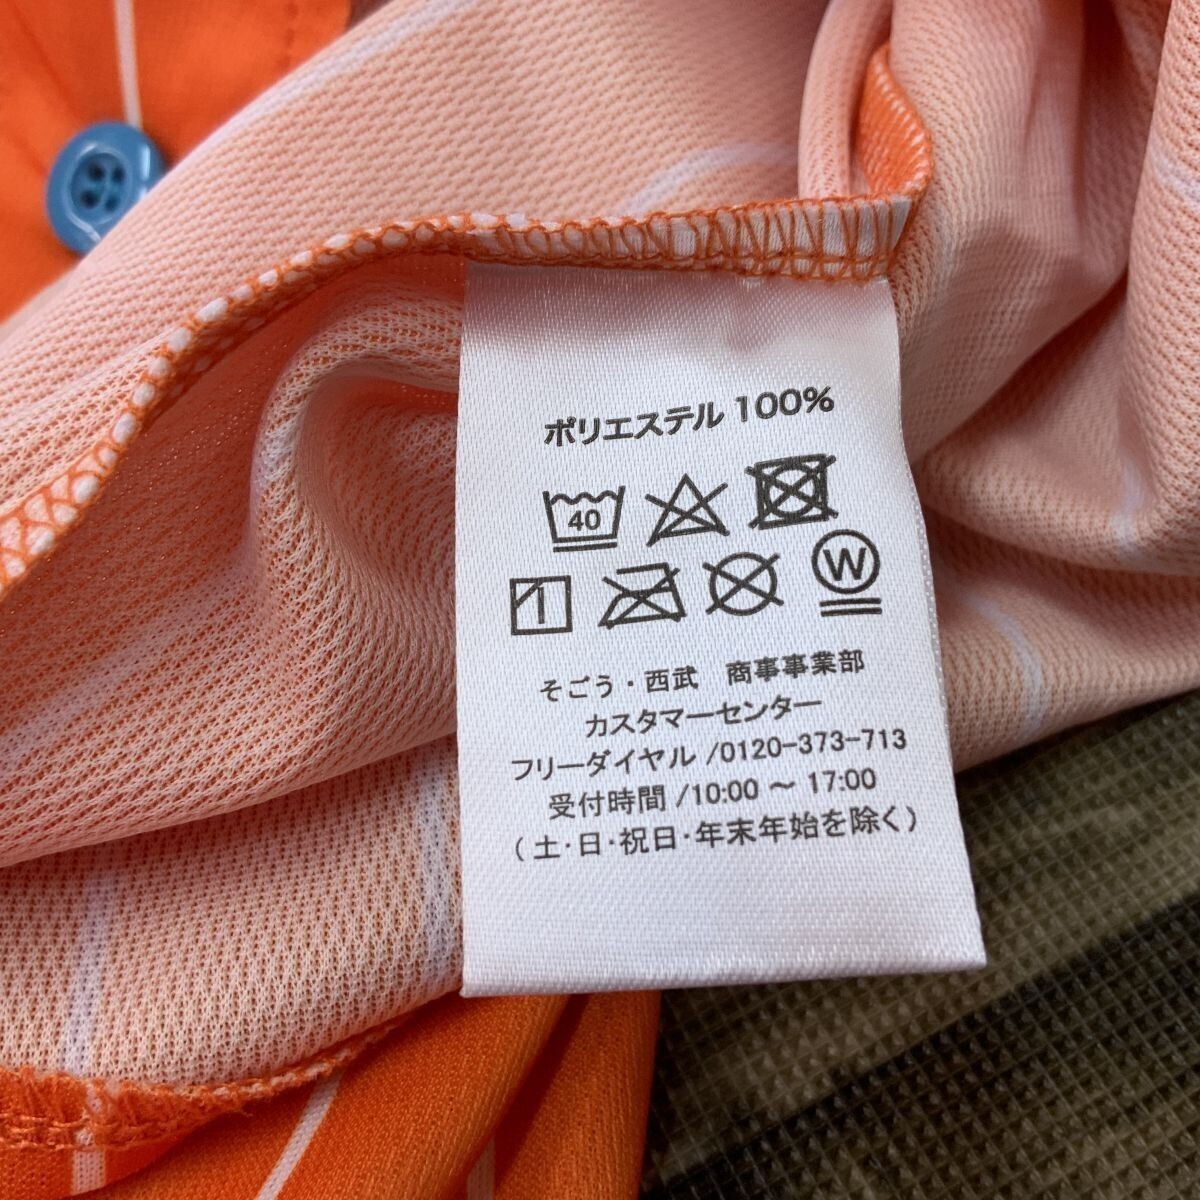 ポリエステル 100%
40
W
そごう・西武 商事事業部
カスタマーセンター
フリーダイヤル /0120-373-713
受付時間 /10:00 ～ 17:00
( 土・日・祝日・年末年始を除く )